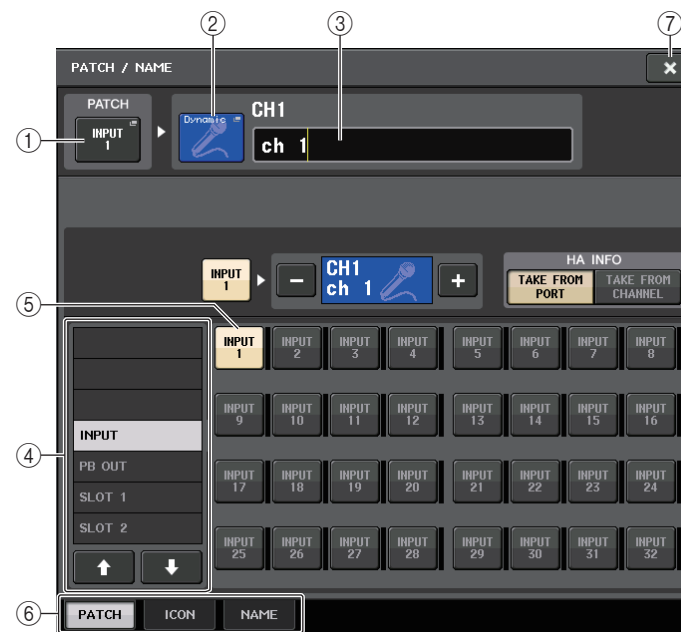 ② ③ ⑦
PATCH / NAME
PATCH
INPUT
1
Dynamic
CH1
ch 1
①
INPUT
1
CH1
ch 1
HA INFO
TAKE FROM
PORT
TAKE FROM
CHANNEL
⑤
INPUT
1
INPUT
2
INPUT
3
INPUT
4
INPUT
5
INPUT
6
INPUT
7
INPUT
8
INPUT
9
INPUT
10
INPUT
11
INPUT
12
INPUT
13
INPUT
14
INPUT
15
INPUT
16
INPUT
17
INPUT
18
INPUT
19
INPUT
20
INPUT
21
INPUT
22
INPUT
23
INPUT
24
INPUT
25
INPUT
26
INPUT
27
INPUT
28
INPUT
29
INPUT
30
INPUT
31
INPUT
32
④
INPUT
PB OUT
SLOT 1
SLOT 2
⑥
PATCH
ICON
NAME